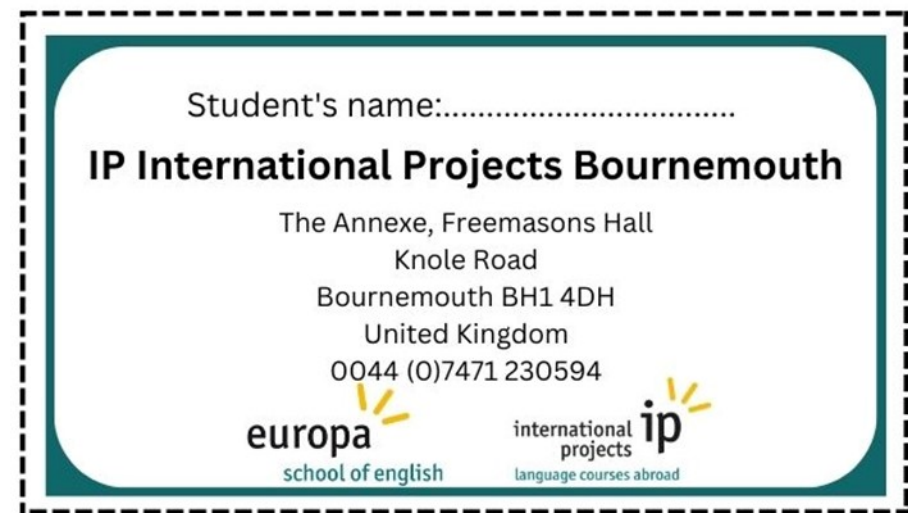 Student's name:..................................
IP International Projects Bournemouth
The Annexe, Freemasons Hall
Knole Road
Bournemouth BH1 4DH
United Kingdom
0044 (0)7471 230594
europa
school of english
international ip
projects
language courses abroad